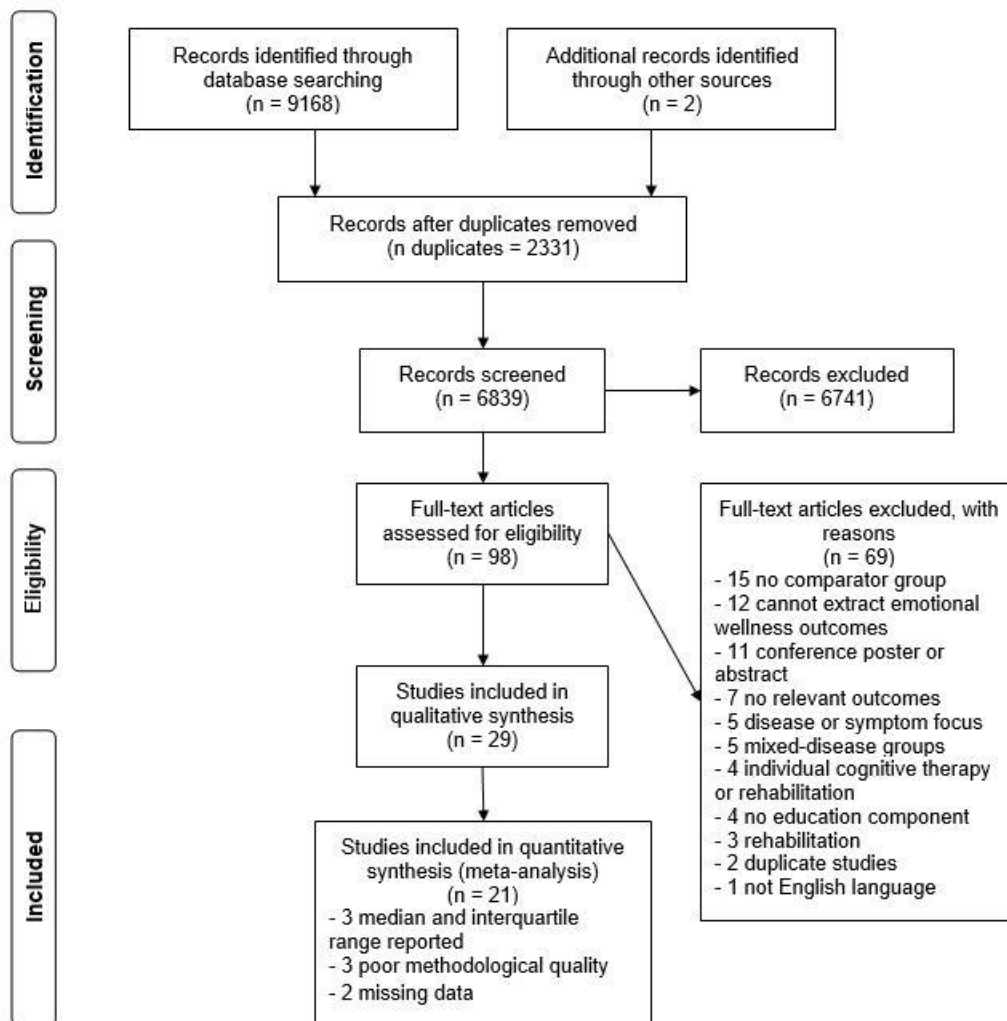 Identification
Records identified through
database searching
(n = 9168)
Additional records identified
through other sources
(n = 2)
Records after duplicates removed
(n duplicates = 2331)
Screening
Records screened
(n = 6839)
Records excluded
(n = 6741)
Eligibility
Full-text articles
assessed for eligibility
(n = 98)
Full-text articles excluded, with
reasons
(n = 69)
- 15 no comparator group
- 12 cannot extract emotional
wellness outcomes
- 11 conference poster or
abstract
- 7 no relevant outcomes
- 5 disease or symptom focus
- 5 mixed-disease groups
- 4 individual cognitive therapy
or rehabilitation
- 4 no education component
- 3 rehabilitation
- 2 duplicate studies
- 1 not English language
Studies included in
qualitative synthesis
(n = 29)
Included
Studies included in quantitative
synthesis (meta-analysis)
(n = 21)
- 3 median and interquartile
range reported
- 3 poor methodological quality
- 2 missing data